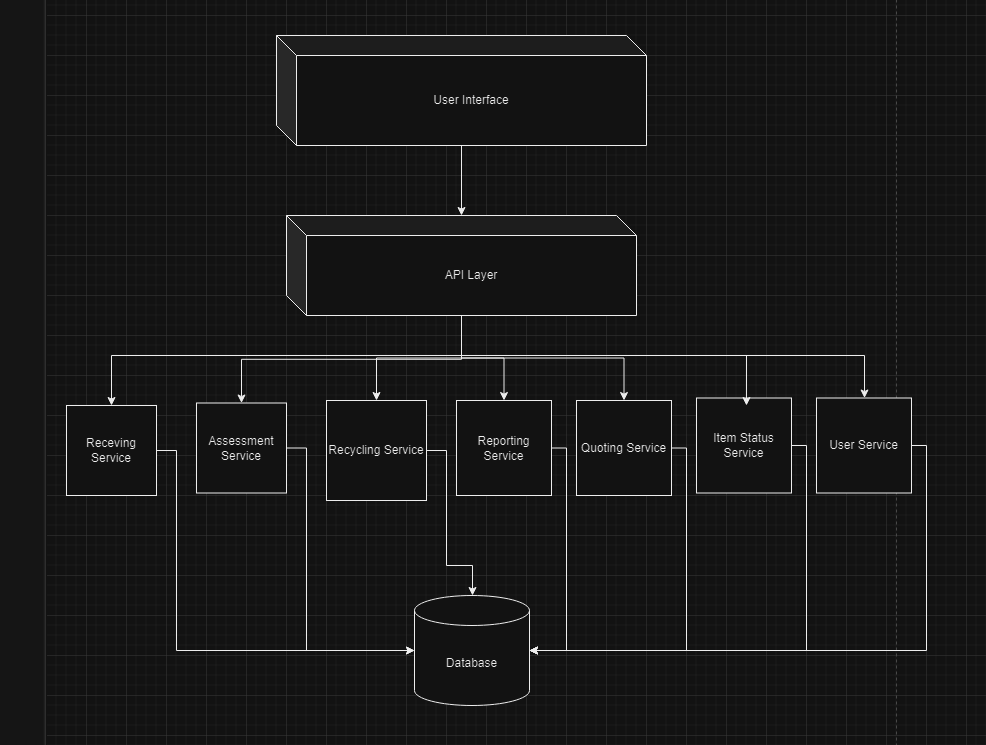 User Interface
API Layer
Receving
Service
Assessment
Service
Recycling Service
Reporting
Service
Quoting Service
Item Status
Service
User Service
Database